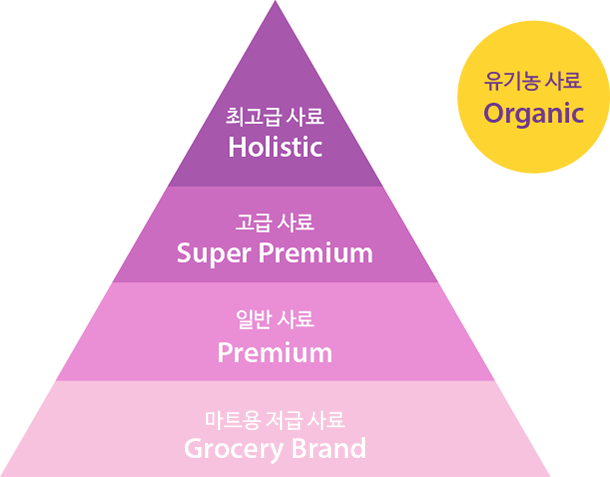 최고급 사료
Holistic
유기농 사료
Organic
고급 사료
Super Premium
일반 사료
Premium
마트용 저급 사료
Grocery Brand